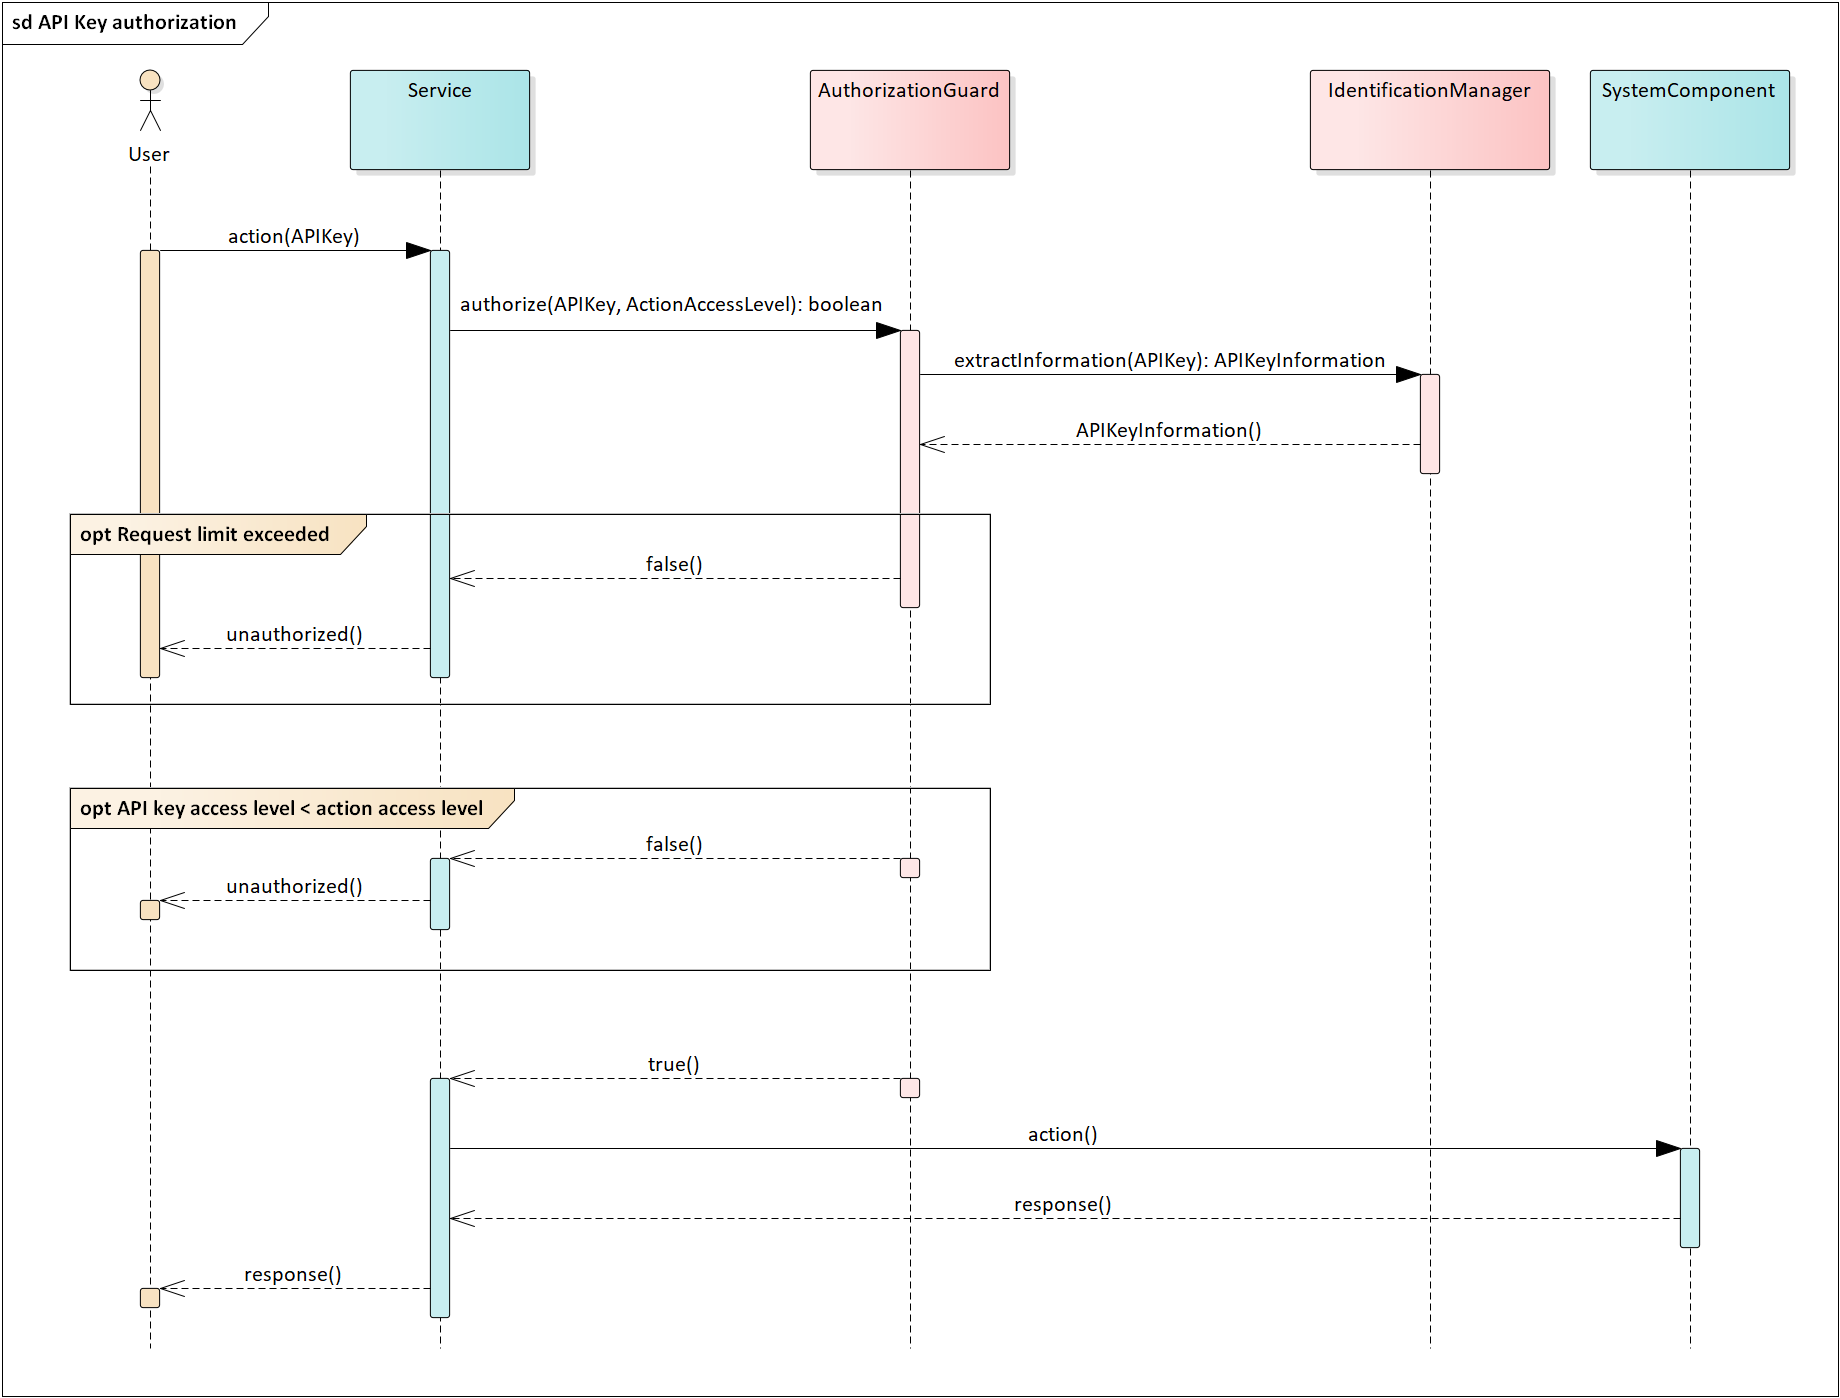 sd API Key authorization
User
Service
AuthorizationGuard
IdentificationManager
SystemComponent
action(APIKey)
authorize(APIKey, ActionAccessLevel): boolean
extractInformation(APIKey): APIKeyInformation
APIKeyInformation()
opt Request limit exceeded
false()
unauthorized()
opt API key access level < action access level
false()
unauthorized()
true()
action()
response()
response()